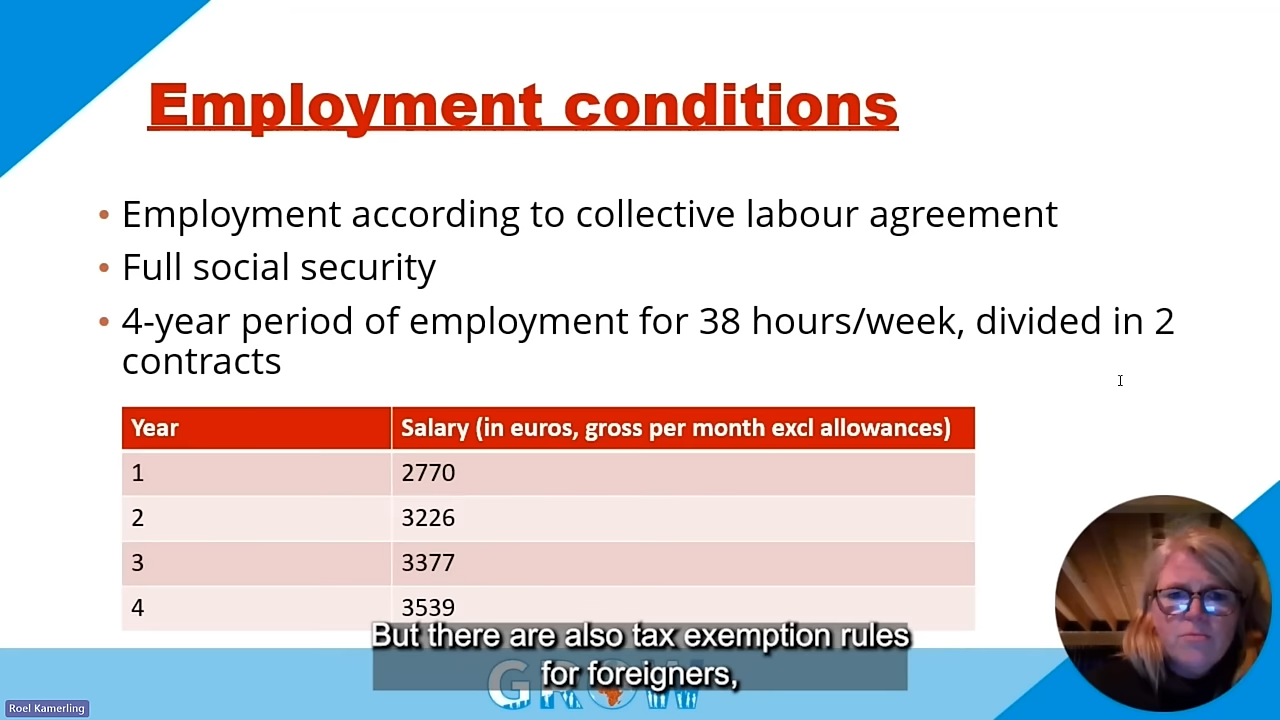 Employment conditions
• Employment according to collective labour agreement
• Full social security
• 4-year period of employment for 38 hours/week, divided in 2
contracts
Year Salary (in euros, gross per month excl allowances)
1 2770
2 3226
3 3377
4 3539
But there are also tax exemption rules
for foreigners,
GROW
Roel Kamerling